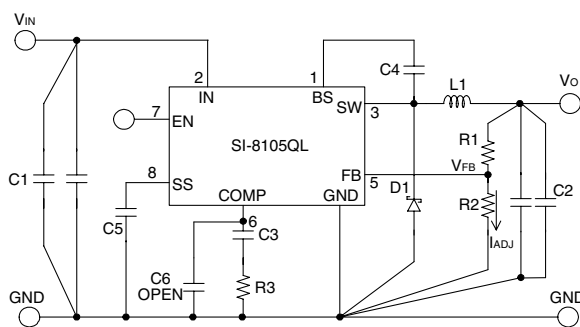 VIN
C4
L1
VO
2
1
IN
BS
SW
3
7
EN
R1
SI-8105QL
8
FB
VFB
C1
SS
5
C2
COMP
GND
D1
R2
6
C5
C3
IADJ
C6
OPEN
R3
GND
GND